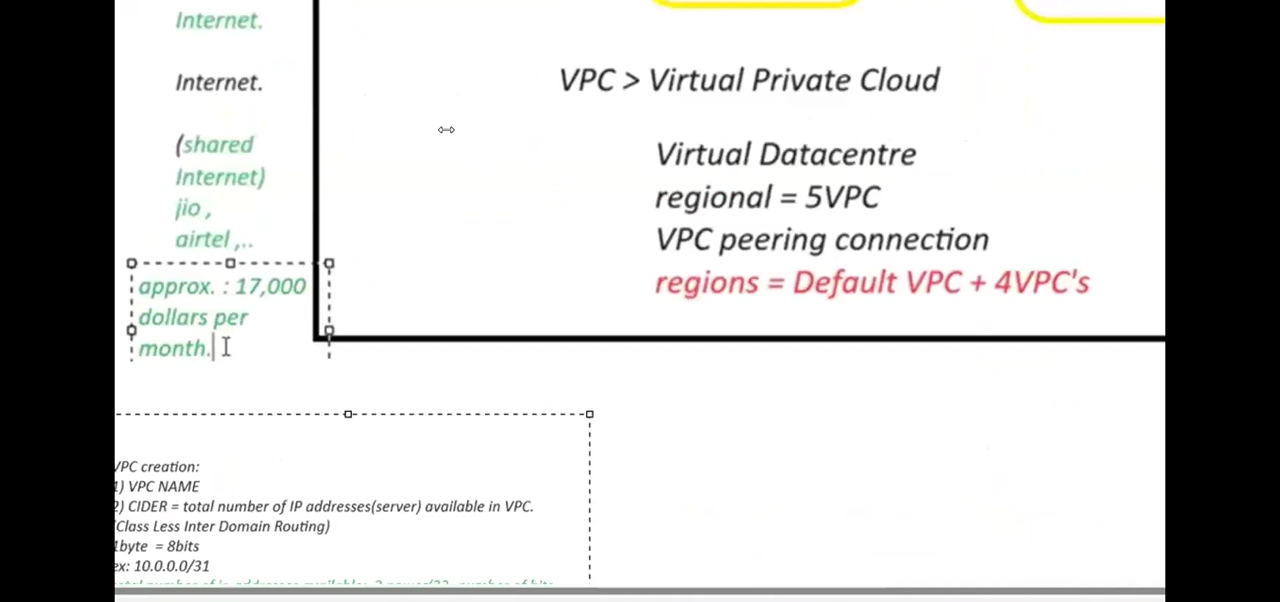 Internet.
Internet.
(shared
Internet)
jio ,
airtel ,..
approx. : 17,000
dollars per
month.
VPC > Virtual Private Cloud
Virtual Datacentre
regional = 5VPC
VPC peering connection
regions = Default VPC + 4VPC's
VPC creation:
1) VPC NAME
2) CIDER = total number of IP addresses(server) available in VPC.
(Class Less Inter Domain Routing)
1byte = 8bits
ex: 10.0.0.0/31